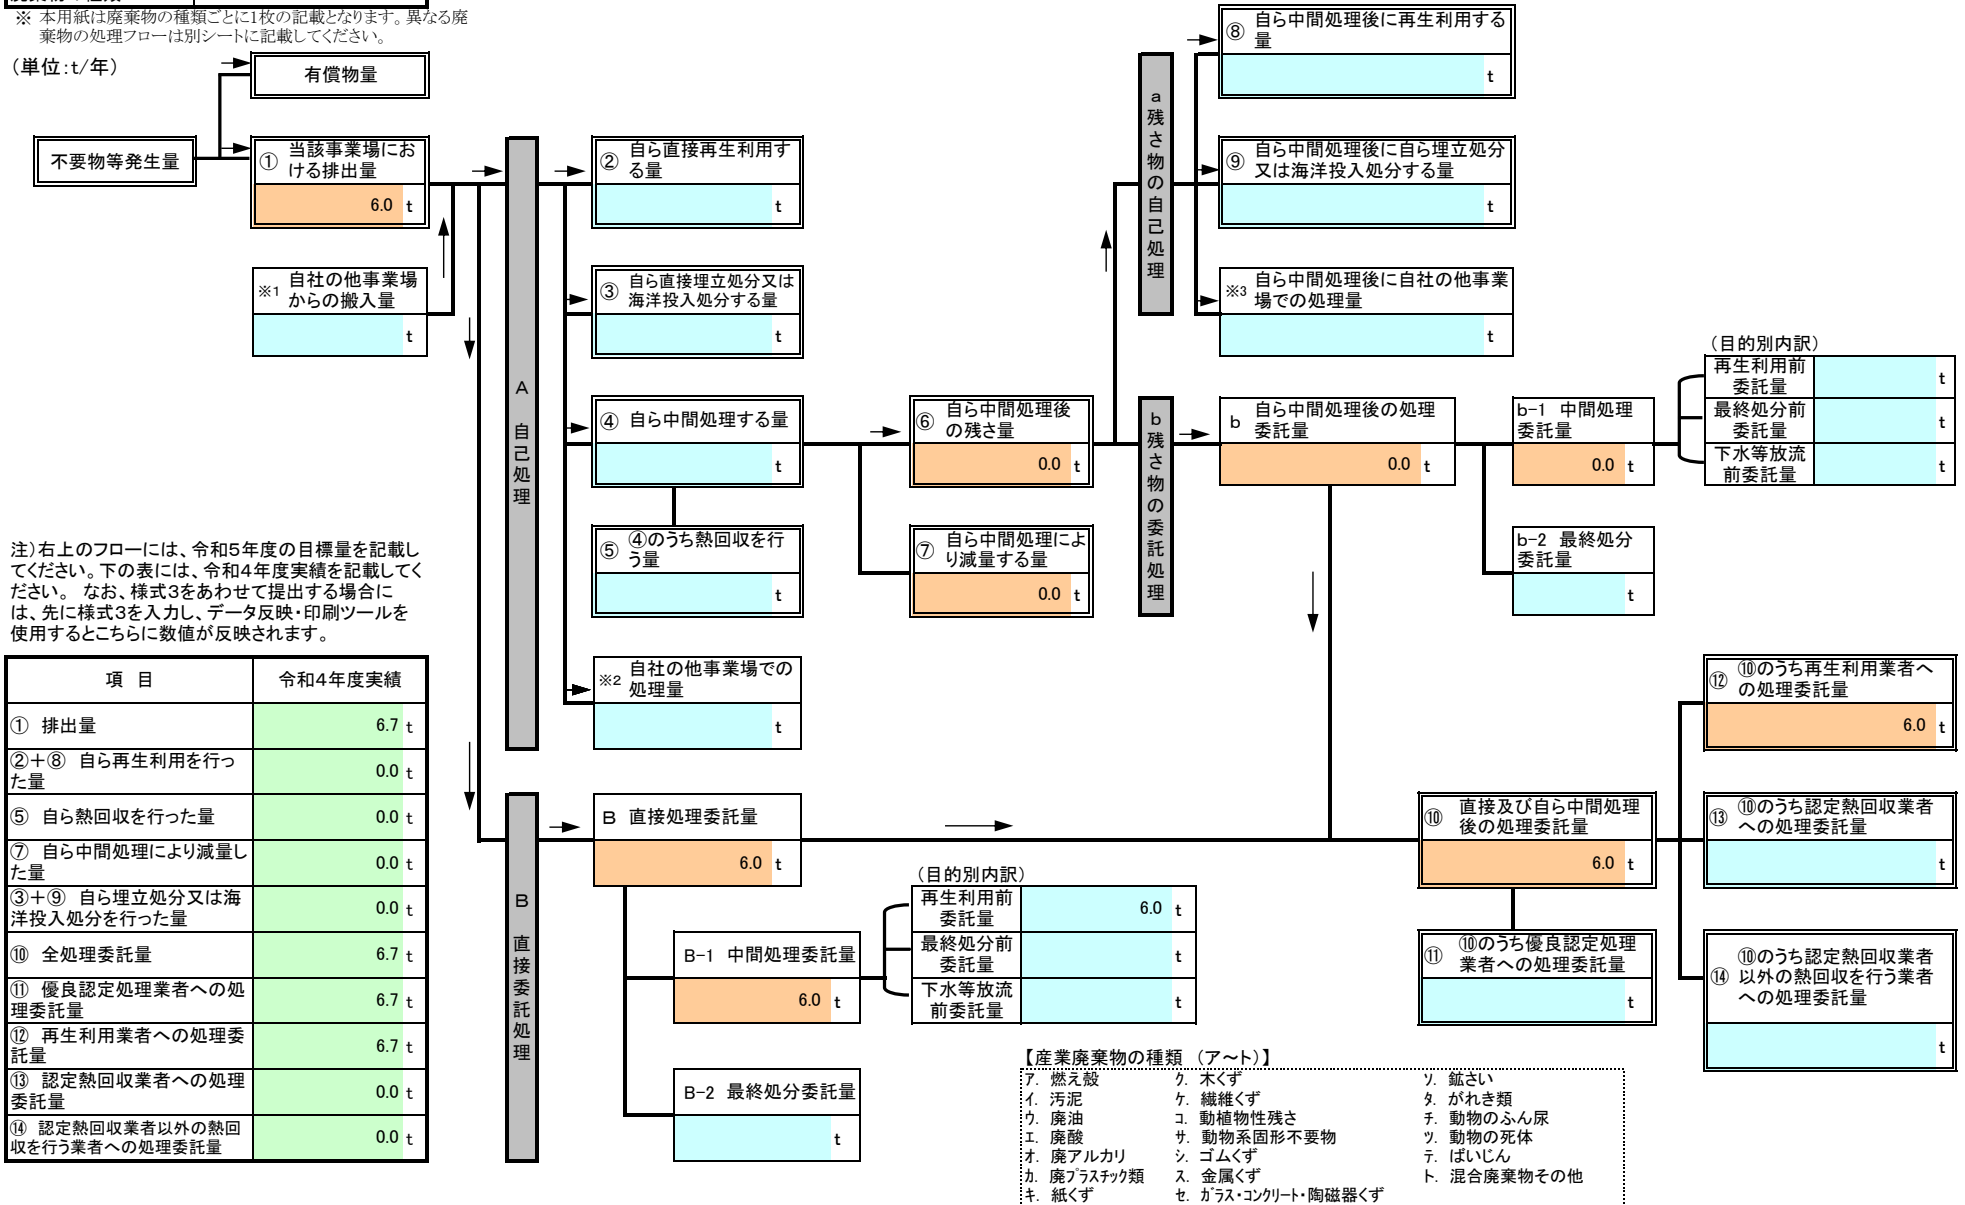 ※ 本用紙は廃棄物の種類ごとに1枚の記載となります。異なる廃
棄物の処理フローは別シートに記載してください。
（単位：t/年）
有償物量
不要物等発生量
① 当該事業場にお
ける排出量
6.0 t
※1 自社の他事業場
からの搬入量
t
A 自己処理
② 自ら直接再生利用す
る量
t
③ 自ら直接埋立処分又は
海洋投入処分する量
t
④ 自ら中間処理する量
t
⑤ ④のうち熱回収を行
う量
t
※2 自社の他事業場での
処理量
t
⑥ 自ら中間処理後
の残さ量
0.0 t
⑦ 自ら中間処理によ
り減量する量
0.0 t
a 残さ物の自己処理
⑧ 自ら中間処理後に再生利用する
量
t
⑨ 自ら中間処理後に自ら埋立処分
又は海洋投入処分する量
t
※3 自ら中間処理後に自社の他事業
場での処理量
t
b 残さ物の委託処理
b 自ら中間処理後の処理
委託量
0.0 t
b-1 中間処理
委託量
0.0 t
（目的別内訳）
再生利用前
委託量
t
最終処分前
委託量
t
下水等放流
前委託量
t
b-2 最終処分
委託量
t
注）右上のフローには、令和５年度の目標量を記載し
てください。下の表には、令和４年度実績を記載してく
ださい。 なお、様式３をあわせて提出する場合に
は、先に様式３を入力し、データ反映・印刷ツールを
使用するとこちらに数値が反映されます。
項 目 令和４年度実績
① 排出量 6.7 t
②＋⑧ 自ら再生利用を行っ
た量
0.0 t
⑤ 自ら熱回収を行った量 0.0 t
⑦ 自ら中間処理により減量し
た量
0.0 t
③＋⑨ 自ら埋立処分又は海
洋投入処分を行った量
0.0 t
⑩ 全処理委託量 6.7 t
⑪ 優良認定処理業者への処
理委託量
6.7 t
⑫ 再生利用業者への処理委
託量
6.7 t
⑬ 認定熱回収業者への処理
委託量
0.0 t
⑭ 認定熱回収業者以外の熱回
収を行う業者への処理委託量
0.0 t
B 直接委託処理
B 直接処理委託量
6.0 t
B-1 中間処理委託量
6.0 t
（目的別内訳）
再生利用前
委託量
6.0 t
最終処分前
委託量
t
下水等放流
前委託量
t
B-2 最終処分委託量
t
⑩ 直接及び自ら中間処理
後の処理委託量
6.0 t
⑪ ⑩のうち優良認定処理
業者への処理委託量
t
⑫ ⑩のうち再生利用業者へ
の処理委託量
6.0 t
⑬ ⑩のうち認定熱回収業者
への処理委託量
t
⑭ ⑩のうち認定熱回収業者
以外の熱回収を行う業者
への処理委託量
t
【産業廃棄物の種類 （ア～ト）】
ア. 燃え殻 ク. 木くず ソ. 鉱さい
イ. 汚泥 ケ. 繊維くず タ. がれき類
ウ. 廃油 コ. 動植物性残さ チ. 動物のふん尿
エ. 廃酸 サ. 動物系固形不要物 ツ. 動物の死体
オ. 廃アルカリ シ. ゴムくず テ. ばいじん
カ. 廃プラスチック類 ス. 金属くず ト. 混合廃棄物その他
キ. 紙くず セ. ガラス・コンクリート・陶磁器くず